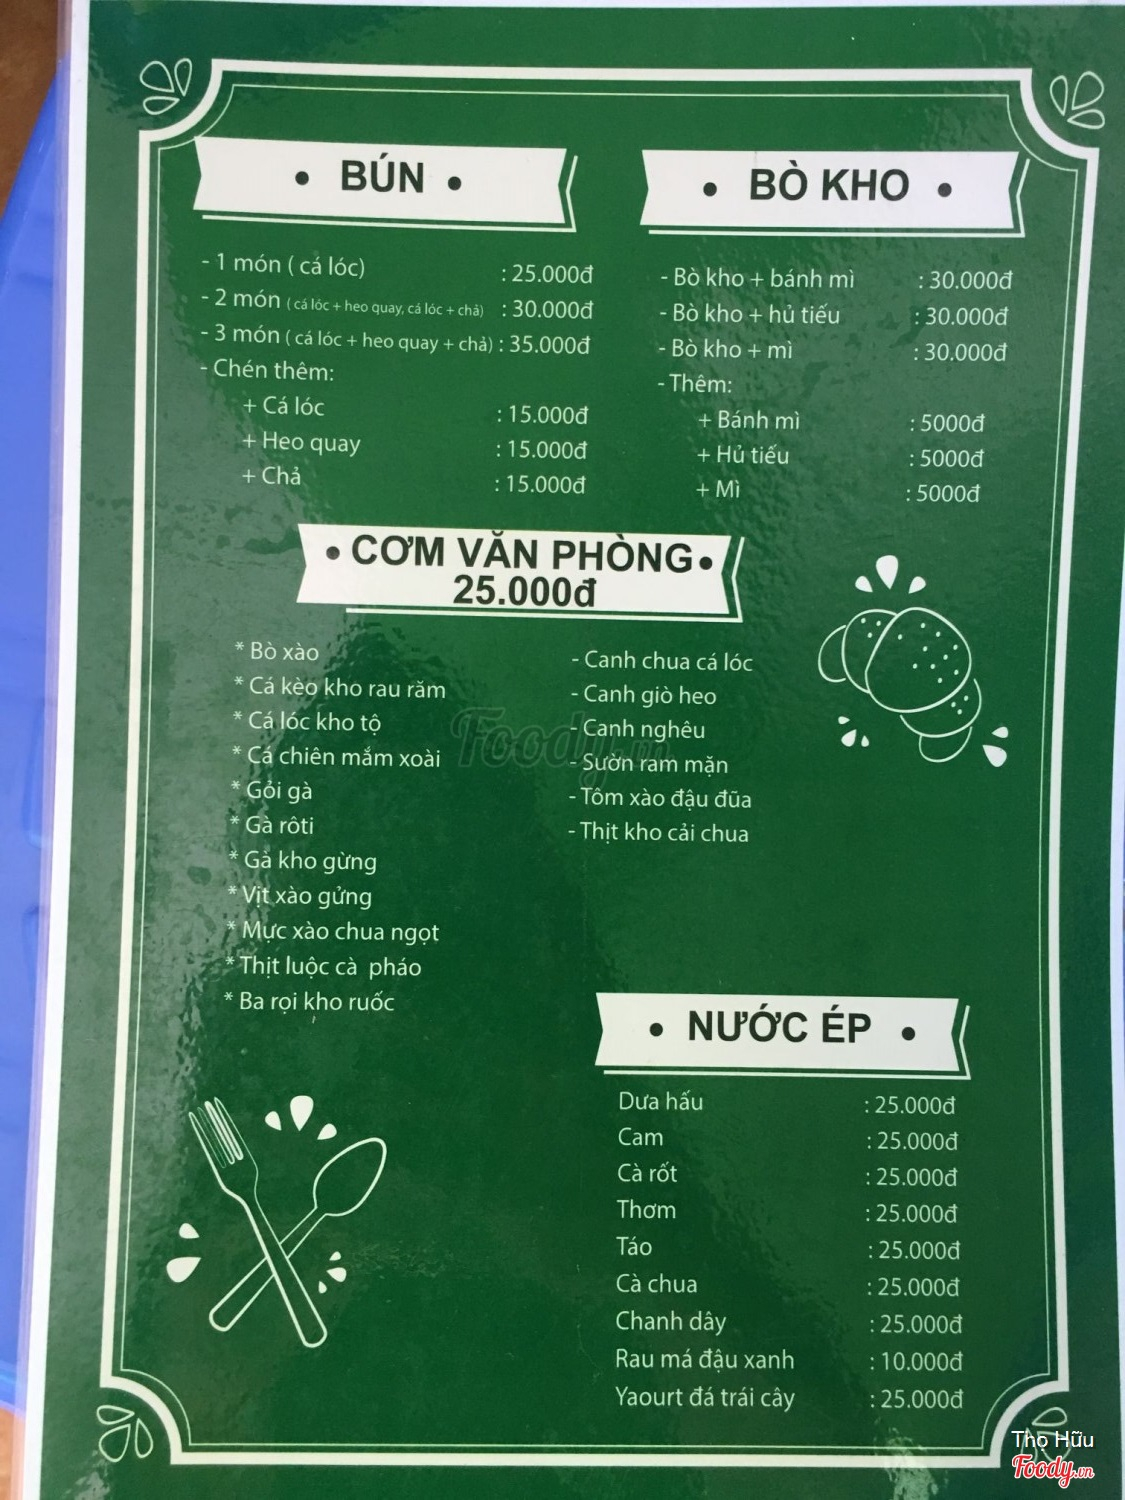 • BÚN •
- 1 món ( cá lóc) : 25.000đ
- 2 món ( cá lóc + heo quay, cá lóc + chả) : 30.000đ
- 3 món ( cá lóc + heo quay + chả) : 35.000đ
- Chén thêm:
+ Cá lóc : 15.000đ
+ Heo quay : 15.000đ
+ Chả : 15.000đ
• BÒ KHO •
- Bò kho + bánh mì : 30.000đ
- Bò kho + hủ tiếu : 30.000đ
- Bò kho + mì : 30.000đ
- Thêm:
+ Bánh mì : 5000đ
+ Hủ tiếu : 5000đ
+ Mì : 5000đ
• CƠM VĂN PHÒNG •
25.000đ
* Bò xào
* Cá kèo kho rau răm
* Cá lóc kho tộ
* Cá chiên mắm xoài
* Gỏi gà
* Gà rôti
* Gà kho gừng
* Vịt xào gửng
* Mực xào chua ngọt
* Thịt luộc cà pháo
* Ba rọi kho ruốc
- Canh chua cá lóc
- Canh giò heo
- Canh nghêu
- Sườn ram mặn
- Tôm xào đậu đũa
- Thịt kho cải chua
Foody.vn
• NƯỚC ÉP •
Dưa hấu : 25.000đ
Cam : 25.000đ
Cà rốt : 25.000đ
Thơm : 25.000đ
Táo : 25.000đ
Cà chua : 25.000đ
Chanh dây : 25.000đ
Rau má đậu xanh : 10.000đ
Yaourt đá trái cây : 25.000đ
Thọ Hữu
Foody.vn